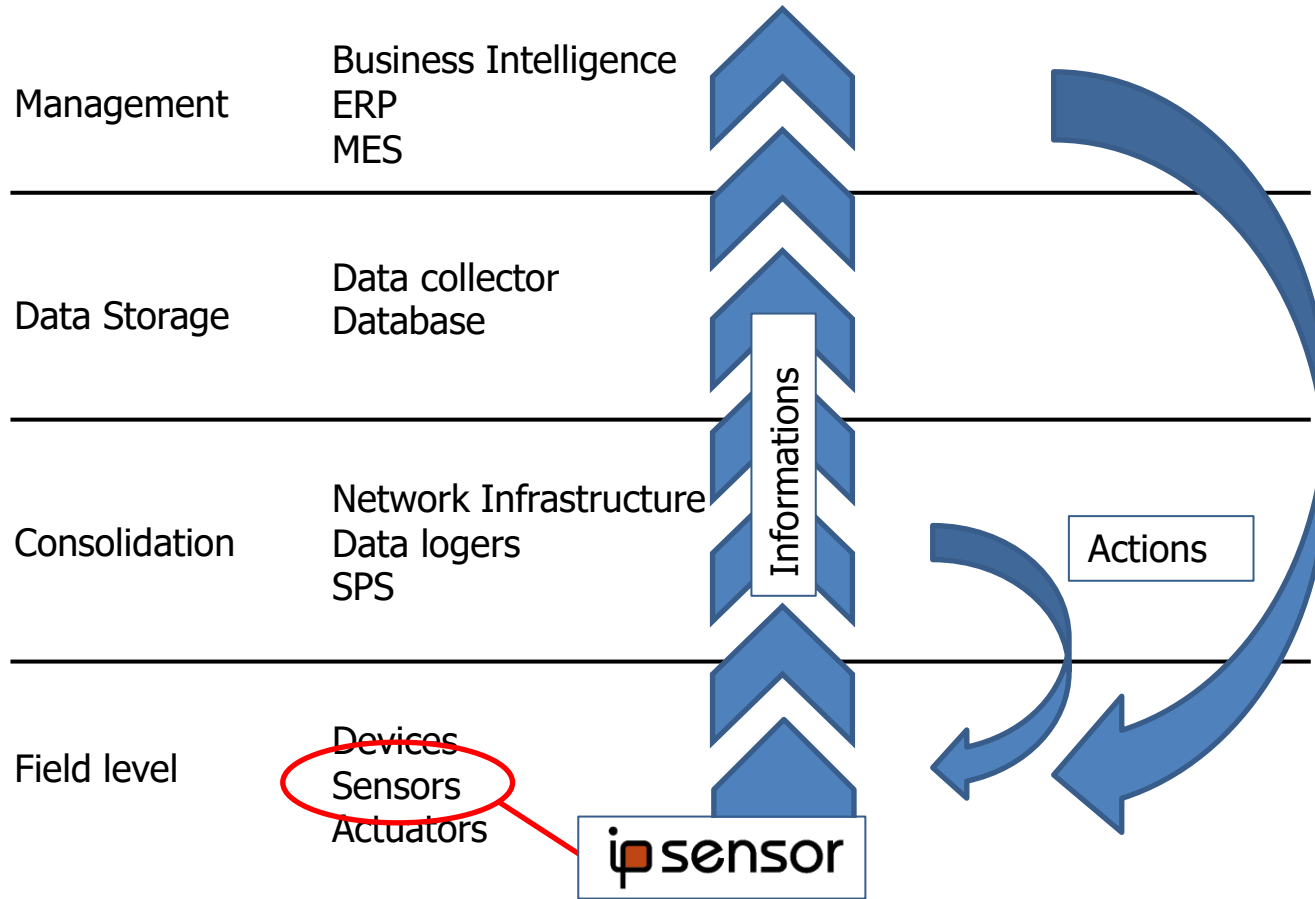 Management
Business Intelligence
ERP
MES
Data Storage
Data collector
Database
Informations
Consolidation
Network Infrastructure
Data logers
SPS
Actions
Field level
Devices
Sensors
Actuators
ipsensor